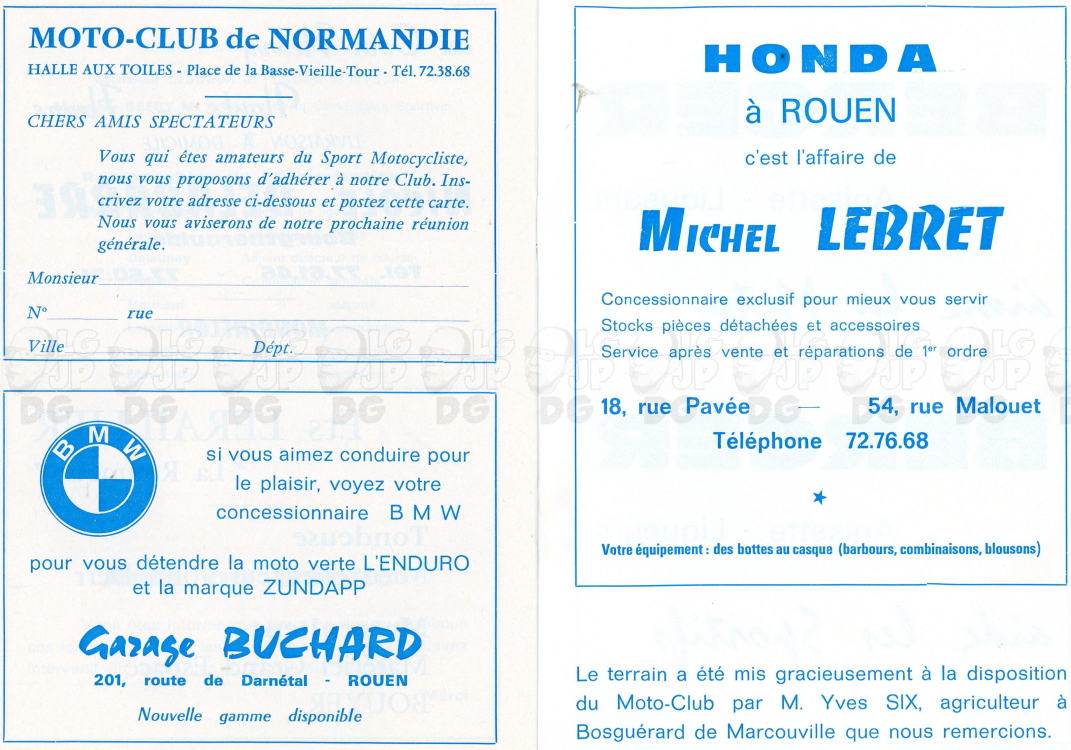 MOTO-CLUB de NORMANDIE
HALLE AUX TOILES - Place de la Basse-Vieille-Tour - Tél. 72.38.68
CHERS AMIS SPECTATEURS
Vous qui êtes amateurs du Sport Motocycliste,
nous vous proposons d'adhérer à notre Club. Ins-
crivez votre adresse ci-dessous et postez cette carte.
Nous vous aviserons de notre prochaine réunion
générale.
Monsieur
N° rue
Ville Dépt.
BMW
si vous aimez conduire pour
le plaisir, voyez votre
concessionnaire B M W
pour vous détendre la moto verte L'ENDURO
et la marque ZUNDAPP
Garage BUCHARD
201, route de Darnétal - ROUEN
Nouvelle gamme disponible
HONDA
à ROUEN
c'est l'affaire de
MICHEL LEBRET
Concessionnaire exclusif pour mieux vous servir
Stocks pièces détachées et accessoires
Service après vente et réparations de 1er ordre
18, rue Pavée — 54, rue Malouet
Téléphone 72.76.68
Votre équipement : des bottes au casque (barbours, combinaisons, blousons)
Le terrain a été mis gracieusement à la disposition
du Moto-Club par M. Yves SIX, agriculteur à
Bosguérard de Marcouville que nous remercions.